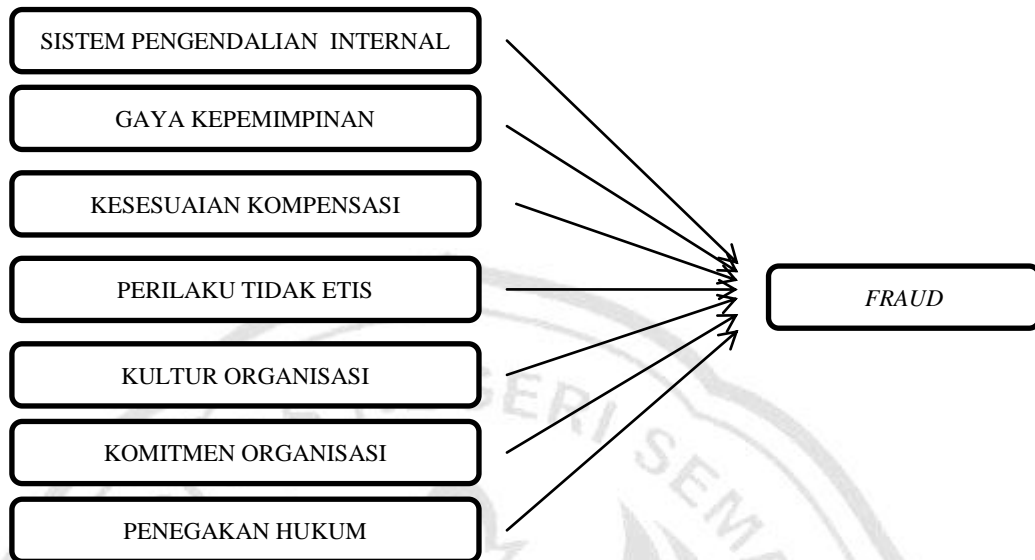 SISTEM PENGENDALIAN INTERNAL
GAYA KEPEMIMPINAN
KESESUAIAN KOMPENSASI
PERILAKU TIDAK ETIS
FRAUD
KULTUR ORGANISASI
KOMITMEN ORGANISASI
PENEGAKAN HUKUM